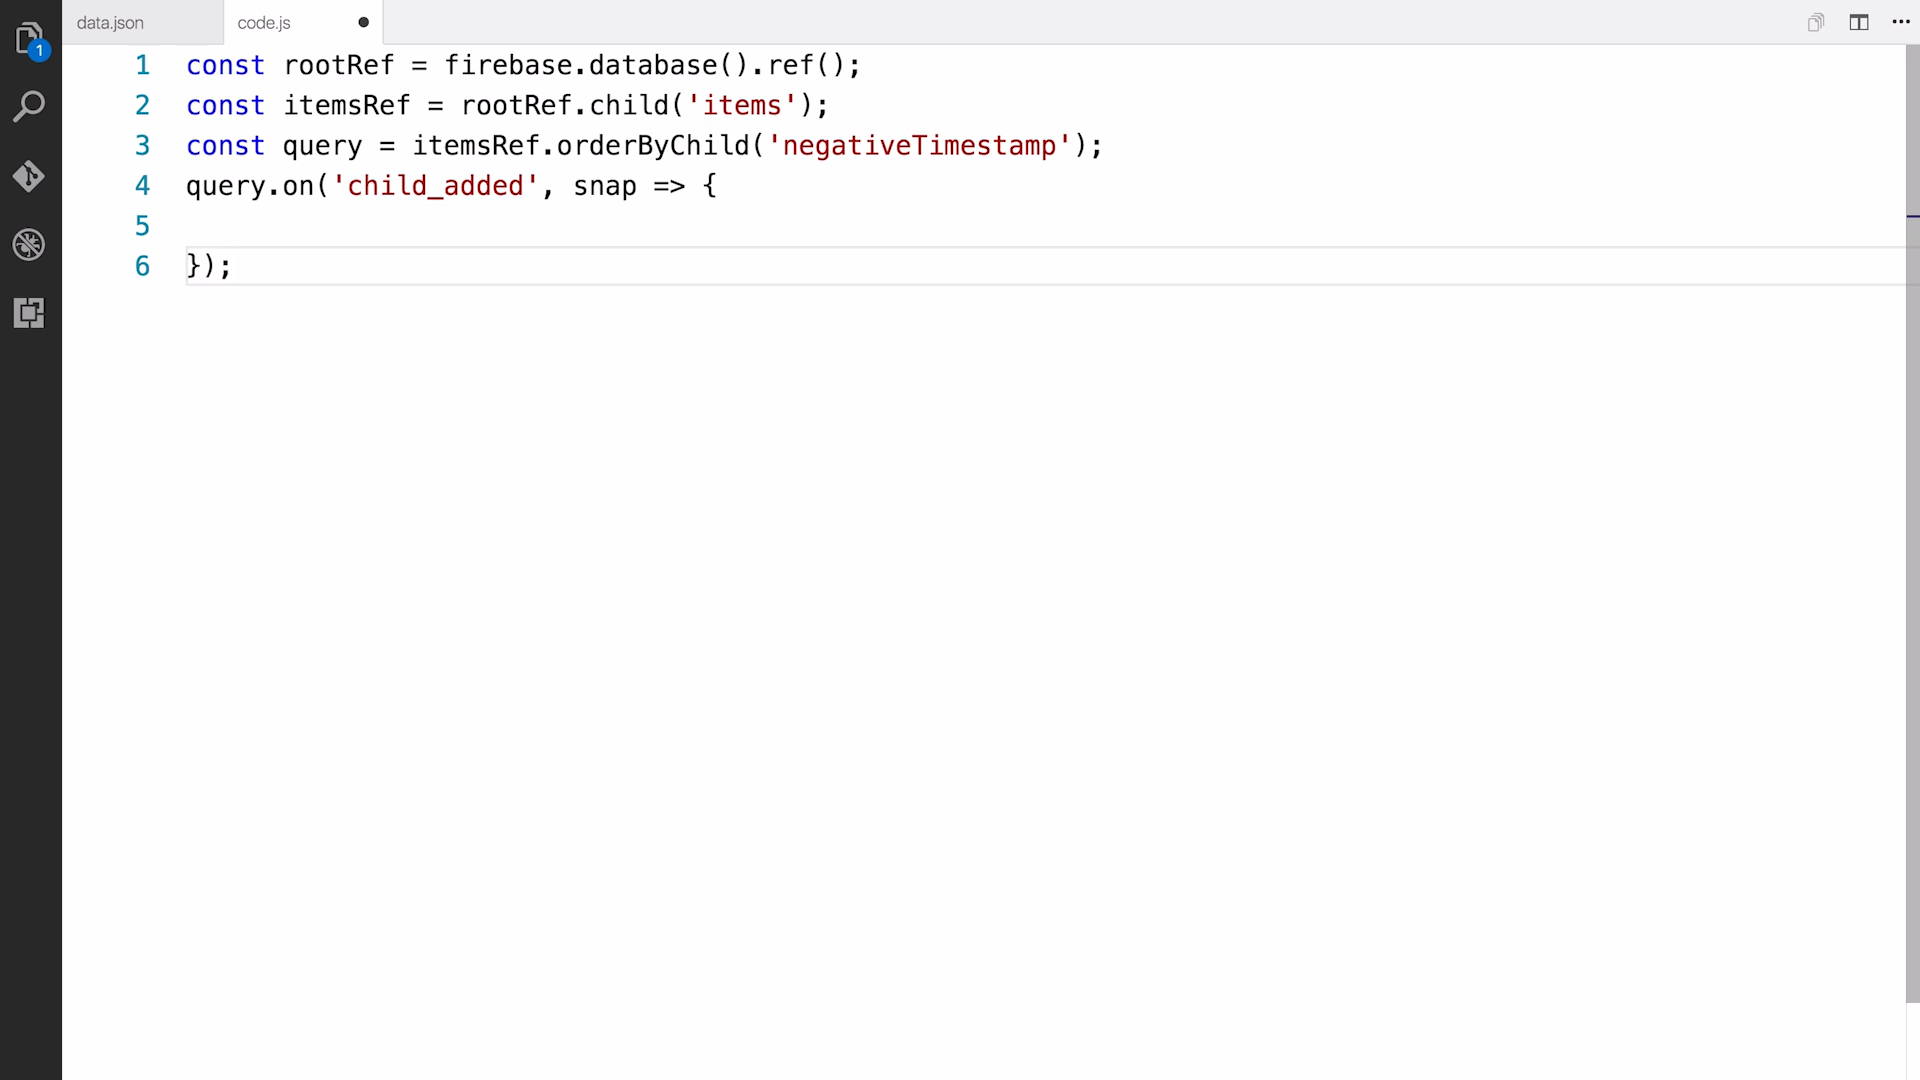 data.json
code.js
1
1 const rootRef = firebase.database().ref();
2 const itemsRef = rootRef.child('items');
3 const query = itemsRef.orderByChild('negativeTimestamp');
4 query.on('child_added', snap => {
5
6 });